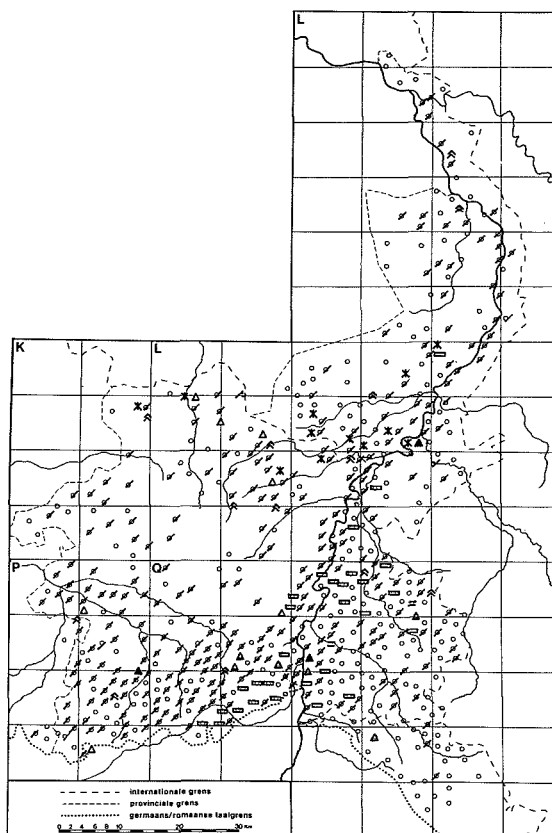 L
K L
P Q
internationale grens
provinciale grens
germaans/romaanse taalgrens
0 2 4 6 8 10 20 30 Km